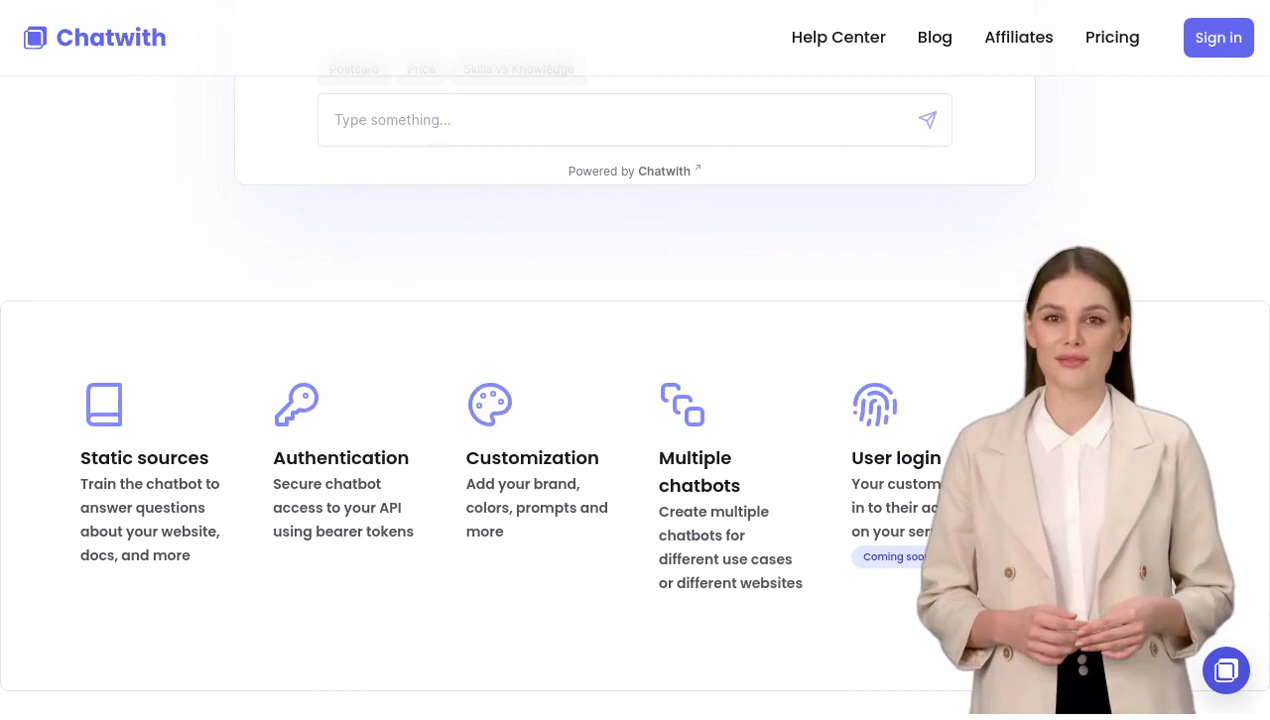 Chatwith
Help Center
Blog
Affiliates
Pricing
Sign in
Postcard
Price
Skills vs Knowledge
Type something...
Powered by Chatwith
Static sources
Train the chatbot to
answer questions
about your website,
docs, and more
Authentication
Secure chatbot
access to your API
using bearer tokens
Customization
Add your brand,
colors, prompts and
more
Multiple
chatbots
Create multiple
chatbots for
different use cases
or different websites
User login
Your custom
in to their
on your
Coming